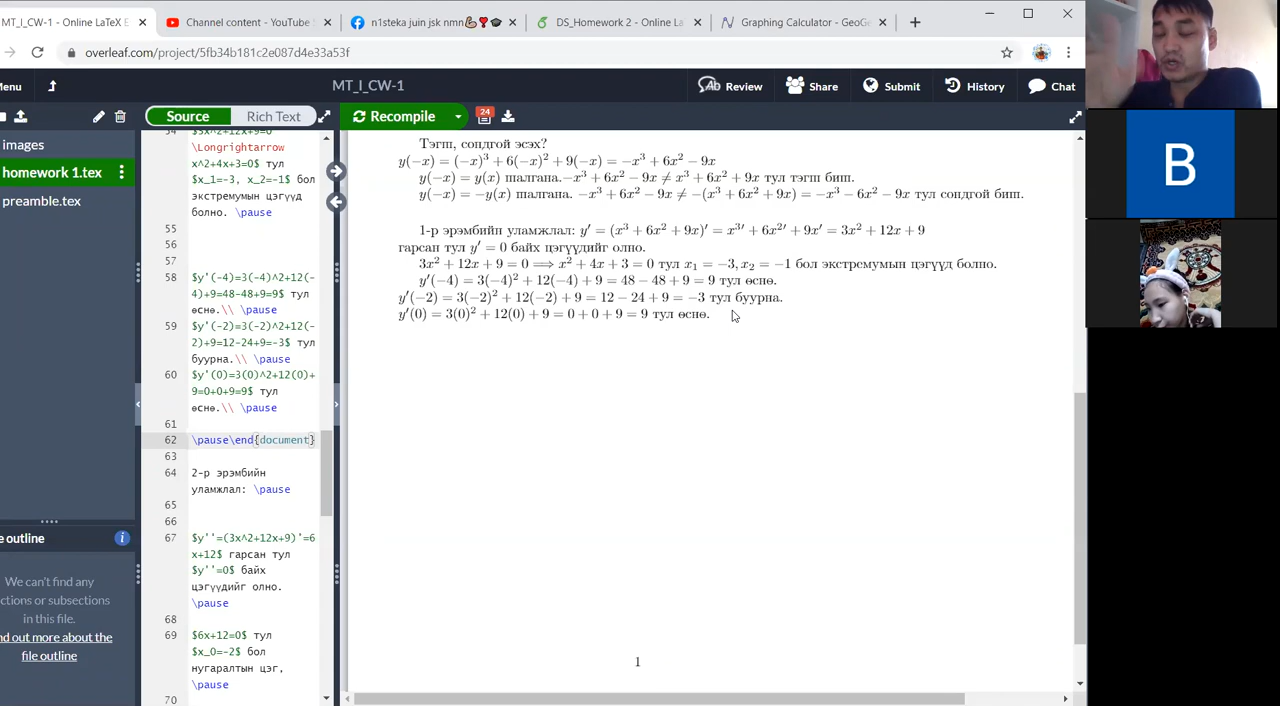 MT_I_CW-1 - Online LaTeX E
Channel content - YouTube S
n1steka juin jsk nmn💪❣️🎓
DS_Homework 2 - Online La
Graphing Calculator - GeoGe
overleaf.com/project/5fb34b181c2e087d4e33a53f
Menu
MT_I_CW-1
Review
Share
Submit
History
Chat
Source
Rich Text
Recompile
24
images
homework 1.tex
preamble.tex
e outline
We can't find any
ctions or subsections
in this file.
nd out more about the
file outline
54 $3x^2+12x+9=0
\Longrightarrow
x^2+4x+3=0$ тул
$x_1=-3, x_2=-1$ бол
экстремумын цэгүүд
болно. \pause
55
56
57
58 $y'(-4)=3(-4)^2+12(-
4)+9=48-48+9=9$ тул
өснө.\\ \pause
59 $y'(-2)=3(-2)^2+12(-
2)+9=12-24+9=-3$ тул
буурна.\\ \pause
60 $y'(0)=3(0)^2+12(0)+
9=0+0+9=9$ тул
өснө.\\ \pause
61
62 \pause\end{document}
63
64 2-р эрэмбийн
уламжлал: \pause
65
66
67 $y''=(3x^2+12x+9)'=6
x+12$ гарсан тул
$y''=0$ байх
цэгүүдийг олно.
\pause
68
69 $6x+12=0$ тул
$x_0=-2$ бол
нугаралтын цэг,
\pause
70
Тэгш, сондгой эсэх?
y(−x) = (−x)³ + 6(−x)² + 9(−x) = −x³ + 6x² − 9x
y(−x) = y(x) шалгана.−x³ + 6x² − 9x ≠ x³ + 6x² + 9x тул тэгш биш.
y(−x) = −y(x) шалгана. −x³ + 6x² − 9x ≠ −(x³ + 6x² + 9x) = −x³ − 6x² − 9x тул сондгой биш.
1-р эрэмбийн уламжлал: y′ = (x³ + 6x² + 9x)′ = x³′ + 6x²′ + 9x′ = 3x² + 12x + 9
гарсан тул y′ = 0 байх цэгүүдийг олно.
3x² + 12x + 9 = 0 ⟹ x² + 4x + 3 = 0 тул x₁ = −3, x₂ = −1 бол экстремумын цэгүүд болно.
y′(−4) = 3(−4)² + 12(−4) + 9 = 48 − 48 + 9 = 9 тул өснө.
y′(−2) = 3(−2)² + 12(−2) + 9 = 12 − 24 + 9 = −3 тул буурна.
y′(0) = 3(0)² + 12(0) + 9 = 0 + 0 + 9 = 9 тул өснө.
1
B